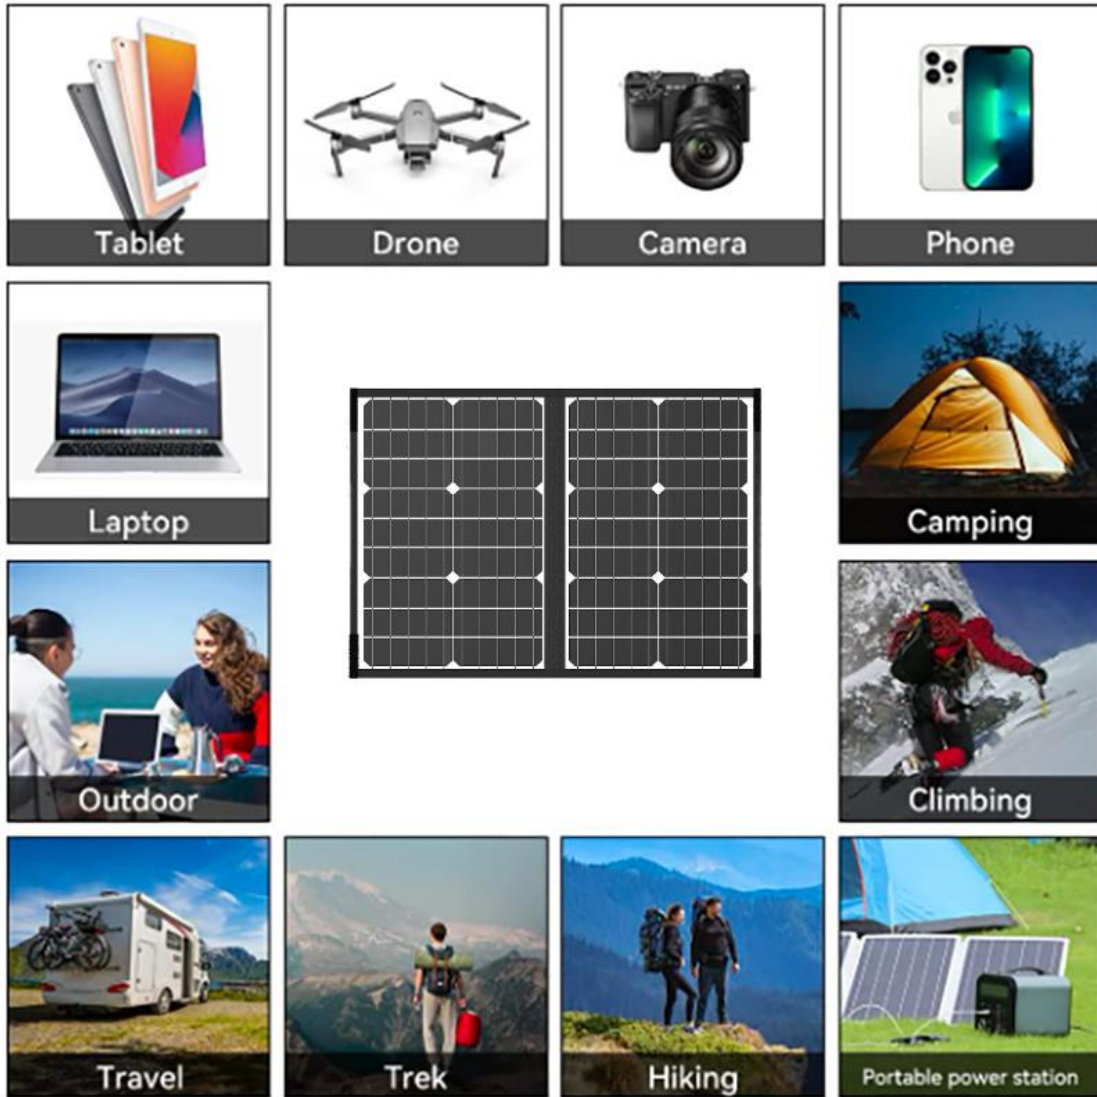 Tablet
Drone
Camera
Phone
Laptop
Camping
Outdoor
Climbing
Travel
Trek
Hiking
Portable power station